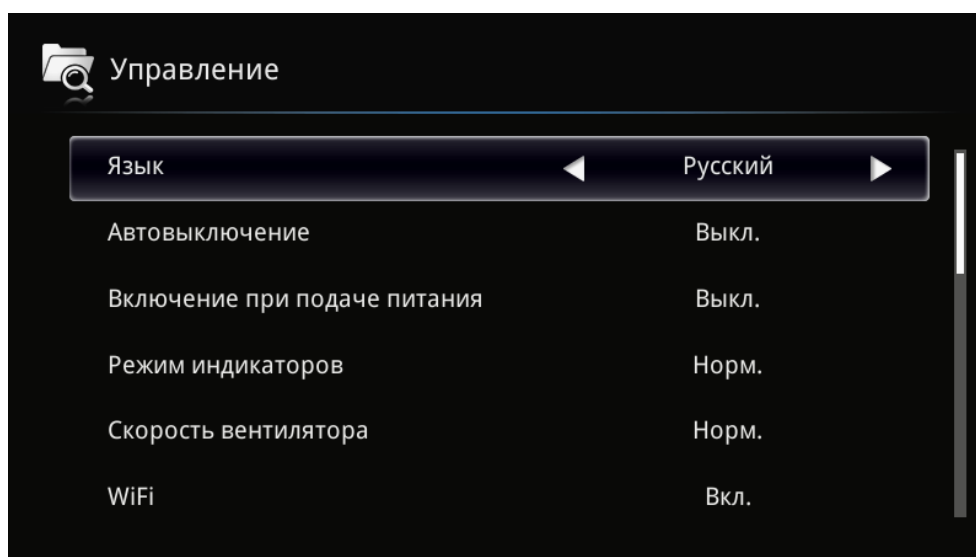 Управление
Язык Русский
Автовыключение Выкл.
Включение при подаче питания Выкл.
Режим индикаторов Норм.
Скорость вентилятора Норм.
WiFi Вкл.